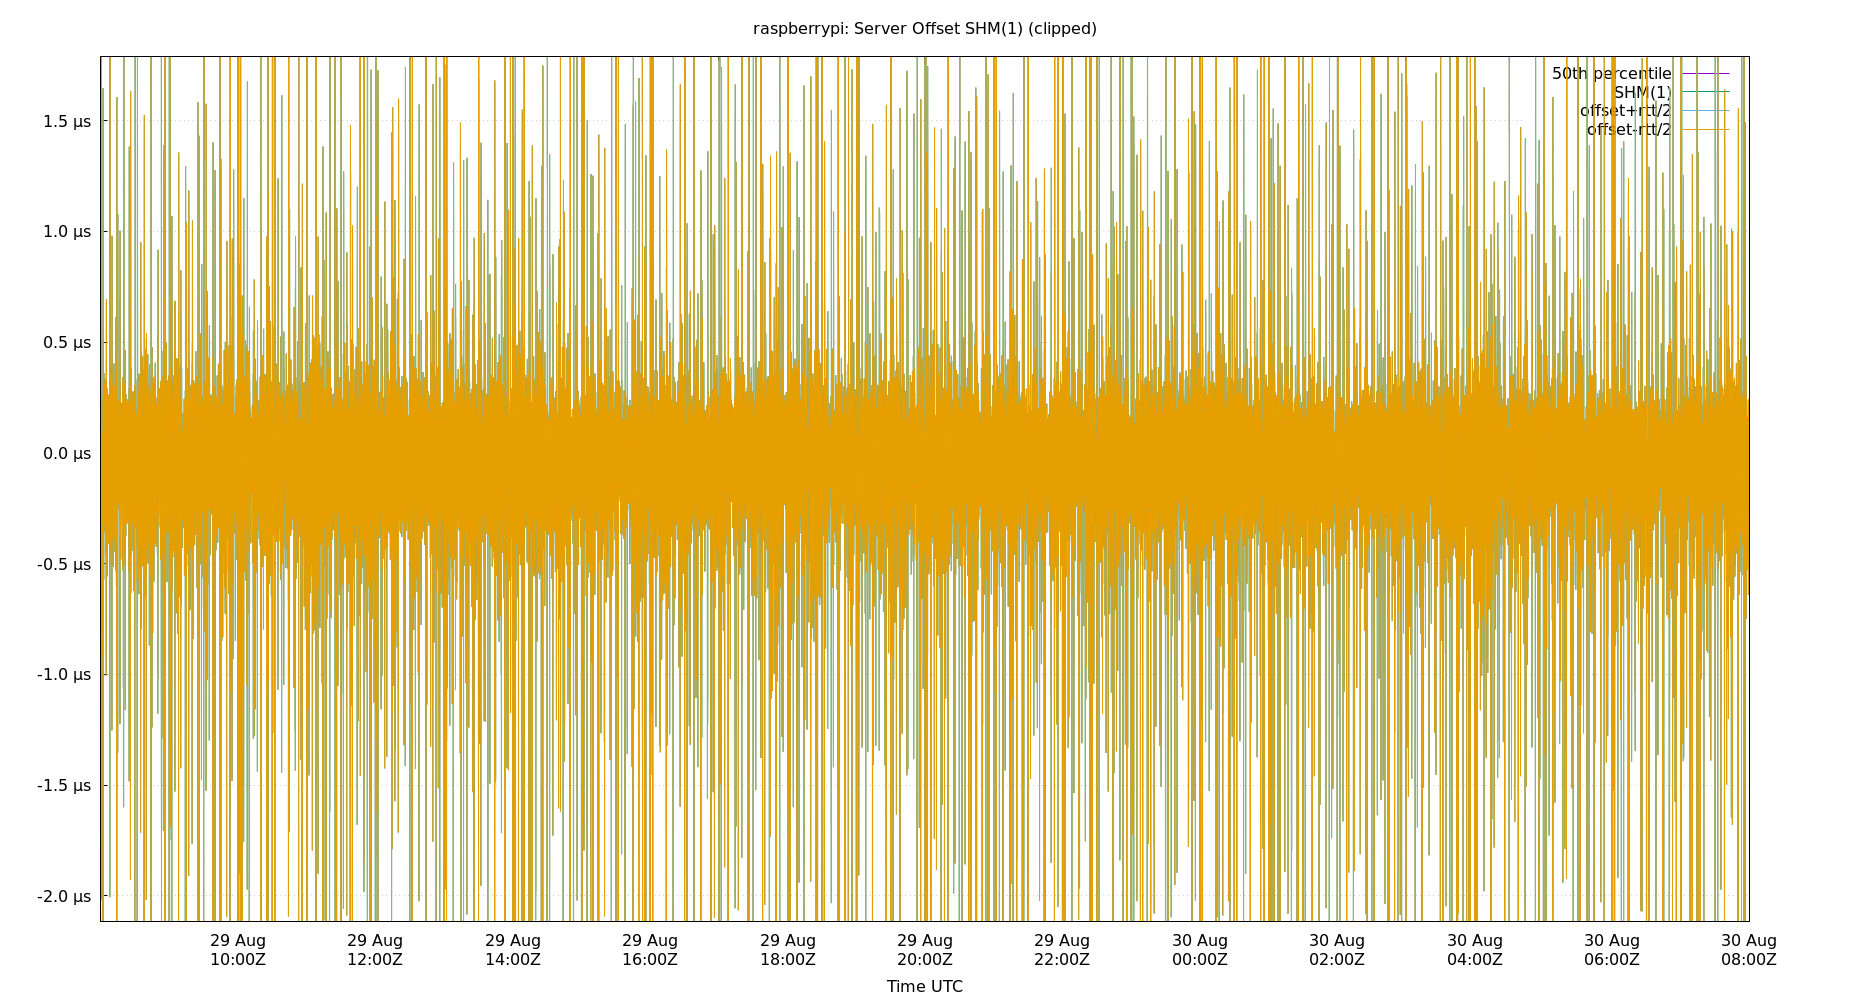 raspberrypi: Server Offset SHM(1) (clipped)
50th percentile
SHM(1)
offset+rtt/2
offset-rtt/2
1.5 µs
1.0 µs
0.5 µs
0.0 µs
-0.5 µs
-1.0 µs
-1.5 µs
-2.0 µs
29 Aug 29 Aug 29 Aug 29 Aug 29 Aug 29 Aug 29 Aug 30 Aug 30 Aug 30 Aug 30 Aug 30 Aug
10:00Z 12:00Z 14:00Z 16:00Z 18:00Z 20:00Z 22:00Z 00:00Z 02:00Z 04:00Z 06:00Z 08:00Z
Time UTC